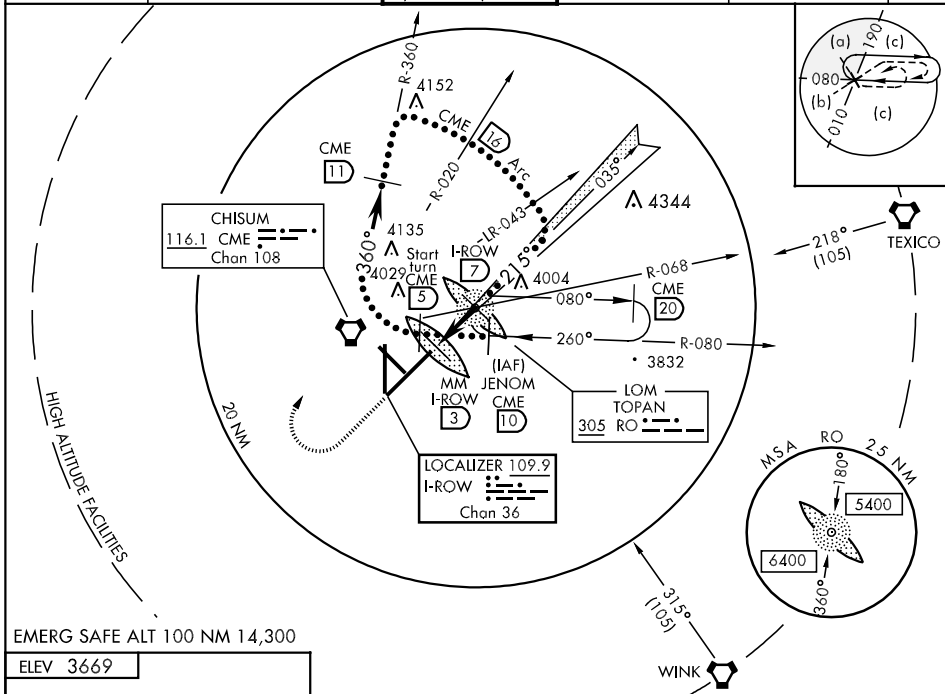 R-360
4152
CME
16
Arc
R-020
CME
11
035°
4344
CHISUM
116.1 CME
Chan 108
360°
4135
4029
Start
turn
CME
5
LR-043
I-ROW
7
215°
4004
080°
R-068
CME
20
260°
R-080
3832
218°
(105)
TEXICO
(a)
190
(c)
080
(b)
010
(c)
(IAF)
JENOM
CME
10
MM
I-ROW
3
LOM
TOPAN
305 RO
20 NM
HIGH ALTITUDE FACILITIES
LOCALIZER 109.9
I-ROW
Chan 36
MSA RO 25 NM
180°
5400
6400
360°
315°
(105)
WINK
EMERG SAFE ALT 100 NM 14,300
ELEV 3669